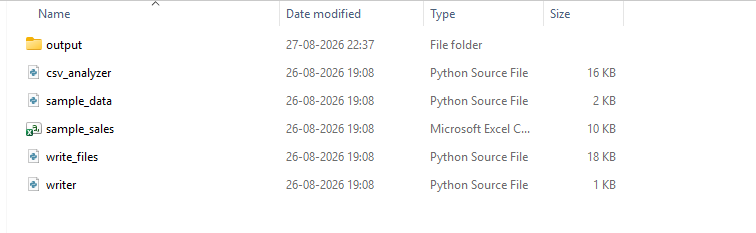 Name Date modified Type Size
output 27-08-2026 22:37 File folder
csv_analyzer 26-08-2026 19:08 Python Source File 16 KB
sample_data 26-08-2026 19:08 Python Source File 2 KB
sample_sales 26-08-2026 19:08 Microsoft Excel C... 10 KB
write_files 26-08-2026 19:08 Python Source File 18 KB
writer 26-08-2026 19:08 Python Source File 1 KB